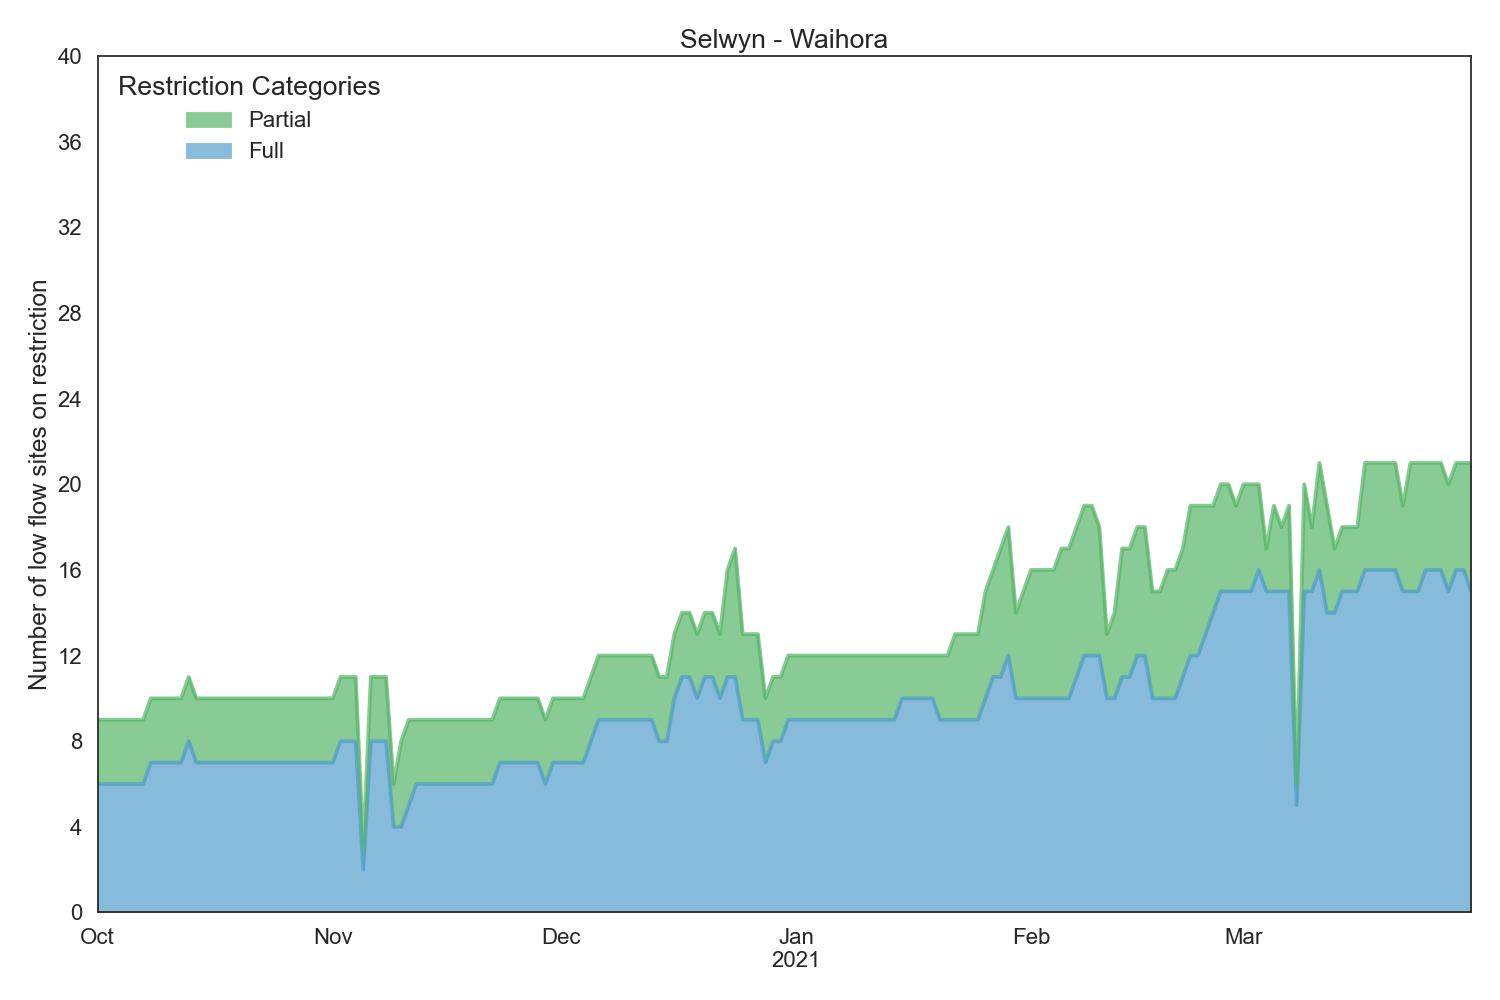 Selwyn - Waihora
Restriction Categories
Partial
Full
Number of low flow sites on restriction
40
36
32
28
24
20
16
12
8
4
0
Oct
Nov
Dec
Jan
2021
Feb
Mar